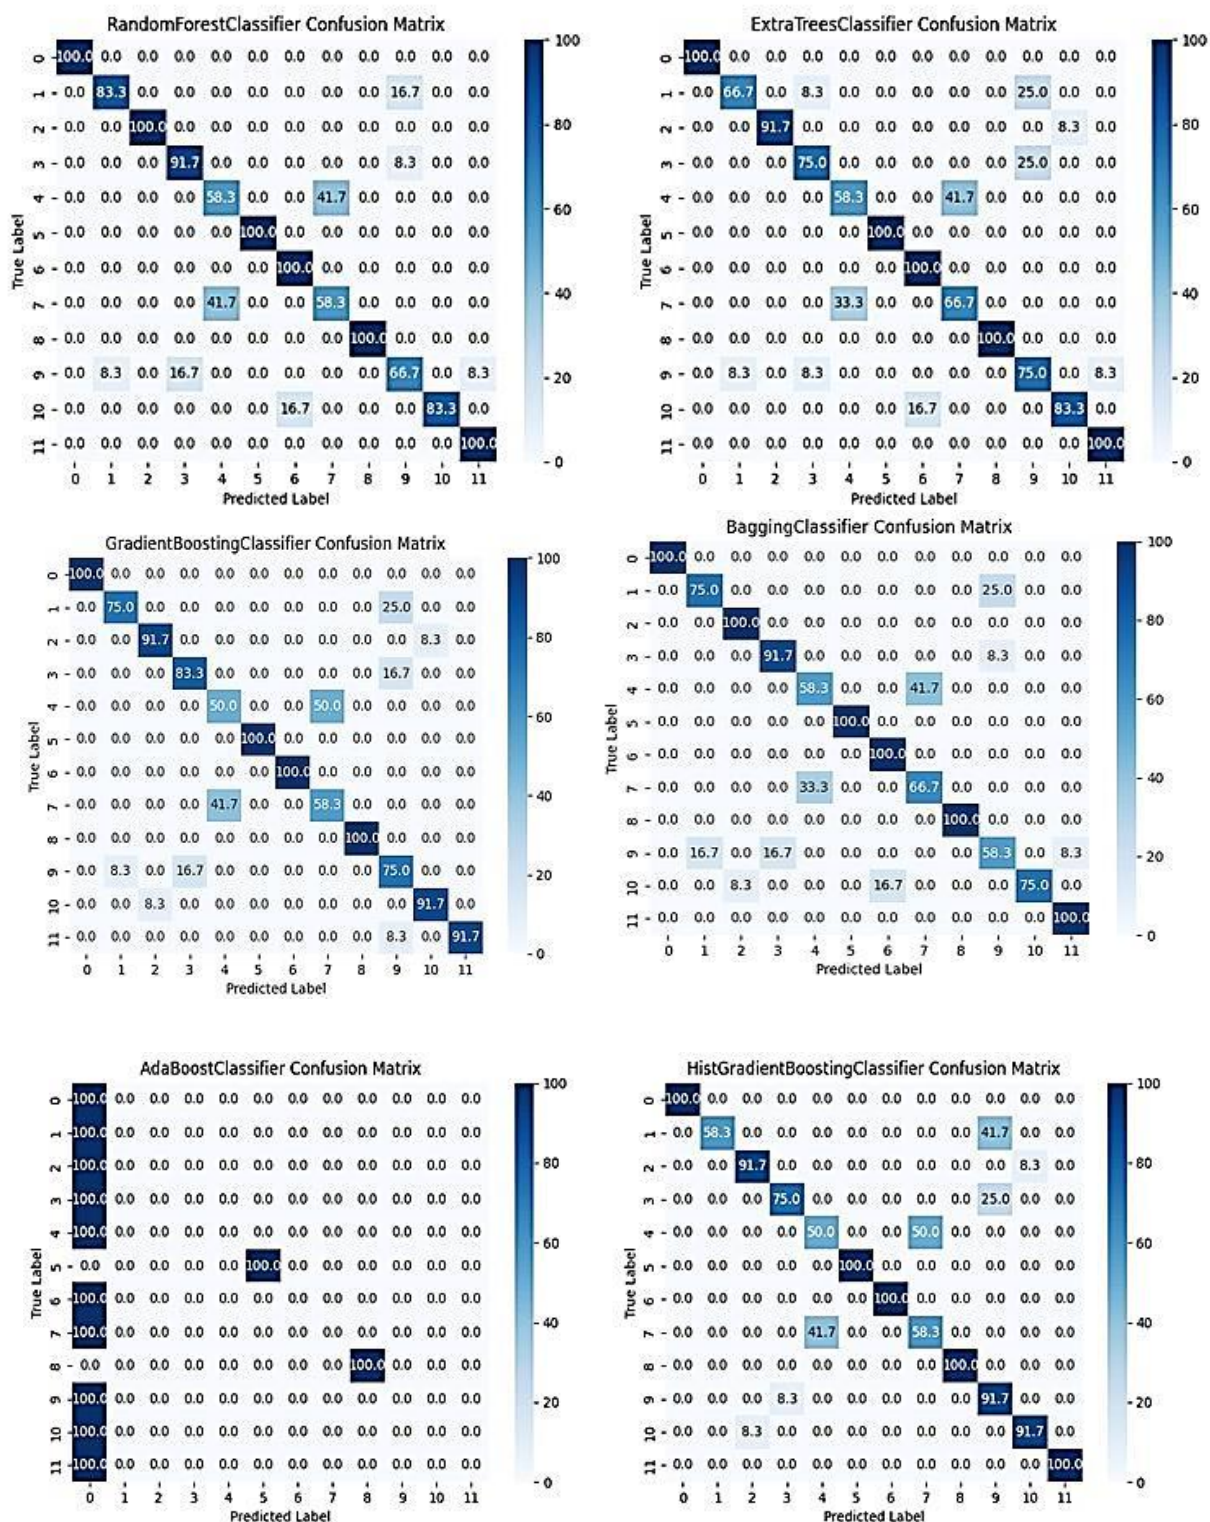 RandomForestClassifier Confusion Matrix
0 100.0 0.0 0.0 0.0 0.0 0.0 0.0 0.0 0.0 0.0 0.0 0.0
1 0.0 83.3 0.0 0.0 0.0 0.0 0.0 0.0 0.0 16.7 0.0 0.0
2 0.0 0.0 100.0 0.0 0.0 0.0 0.0 0.0 0.0 0.0 0.0 0.0
3 0.0 0.0 0.0 91.7 0.0 0.0 0.0 0.0 0.0 8.3 0.0 0.0
4 0.0 0.0 0.0 0.0 58.3 0.0 0.0 41.7 0.0 0.0 0.0 0.0
5 0.0 0.0 0.0 0.0 0.0 100.0 0.0 0.0 0.0 0.0 0.0 0.0
6 0.0 0.0 0.0 0.0 0.0 0.0 100.0 0.0 0.0 0.0 0.0 0.0
7 0.0 0.0 0.0 0.0 41.7 0.0 0.0 58.3 0.0 0.0 0.0 0.0
8 0.0 0.0 0.0 0.0 0.0 0.0 0.0 0.0 100.0 0.0 0.0 0.0
9 0.0 8.3 0.0 16.7 0.0 0.0 0.0 0.0 0.0 66.7 0.0 8.3
10 0.0 0.0 0.0 0.0 0.0 0.0 16.7 0.0 0.0 0.0 83.3 0.0
11 0.0 0.0 0.0 0.0 0.0 0.0 0.0 0.0 0.0 0.0 0.0 100.0
0 1 2 3 4 5 6 7 8 9 10 11
Predicted Label
True Label
100
80
60
40
20
0
ExtraTreesClassifier Confusion Matrix
0 100.0 0.0 0.0 0.0 0.0 0.0 0.0 0.0 0.0 0.0 0.0 0.0
1 0.0 66.7 0.0 8.3 0.0 0.0 0.0 0.0 0.0 25.0 0.0 0.0
2 0.0 0.0 91.7 0.0 0.0 0.0 0.0 0.0 0.0 0.0 8.3 0.0
3 0.0 0.0 0.0 75.0 0.0 0.0 0.0 0.0 0.0 25.0 0.0 0.0
4 0.0 0.0 0.0 0.0 58.3 0.0 0.0 41.7 0.0 0.0 0.0 0.0
5 0.0 0.0 0.0 0.0 0.0 100.0 0.0 0.0 0.0 0.0 0.0 0.0
6 0.0 0.0 0.0 0.0 0.0 0.0 100.0 0.0 0.0 0.0 0.0 0.0
7 0.0 0.0 0.0 0.0 33.3 0.0 0.0 66.7 0.0 0.0 0.0 0.0
8 0.0 0.0 0.0 0.0 0.0 0.0 0.0 0.0 100.0 0.0 0.0 0.0
9 0.0 8.3 0.0 8.3 0.0 0.0 0.0 0.0 0.0 75.0 0.0 8.3
10 0.0 0.0 0.0 0.0 0.0 0.0 16.7 0.0 0.0 0.0 83.3 0.0
11 0.0 0.0 0.0 0.0 0.0 0.0 0.0 0.0 0.0 0.0 0.0 100.0
0 1 2 3 4 5 6 7 8 9 10 11
Predicted Label
True Label
100
80
60
40
20
0
GradientBoostingClassifier Confusion Matrix
0 100.0 0.0 0.0 0.0 0.0 0.0 0.0 0.0 0.0 0.0 0.0 0.0
1 0.0 75.0 0.0 0.0 0.0 0.0 0.0 0.0 0.0 25.0 0.0 0.0
2 0.0 0.0 91.7 0.0 0.0 0.0 0.0 0.0 0.0 0.0 8.3 0.0
3 0.0 0.0 0.0 83.3 0.0 0.0 0.0 0.0 0.0 16.7 0.0 0.0
4 0.0 0.0 0.0 0.0 50.0 0.0 0.0 50.0 0.0 0.0 0.0 0.0
5 0.0 0.0 0.0 0.0 0.0 100.0 0.0 0.0 0.0 0.0 0.0 0.0
6 0.0 0.0 0.0 0.0 0.0 0.0 100.0 0.0 0.0 0.0 0.0 0.0
7 0.0 0.0 0.0 0.0 41.7 0.0 0.0 58.3 0.0 0.0 0.0 0.0
8 0.0 0.0 0.0 0.0 0.0 0.0 0.0 0.0 100.0 0.0 0.0 0.0
9 0.0 8.3 0.0 16.7 0.0 0.0 0.0 0.0 0.0 75.0 0.0 0.0
10 0.0 0.0 8.3 0.0 0.0 0.0 0.0 0.0 0.0 0.0 91.7 0.0
11 0.0 0.0 0.0 0.0 0.0 0.0 0.0 0.0 0.0 8.3 0.0 91.7
0 1 2 3 4 5 6 7 8 9 10 11
Predicted Label
True Label
100
80
60
40
20
0
BaggingClassifier Confusion Matrix
0 100.0 0.0 0.0 0.0 0.0 0.0 0.0 0.0 0.0 0.0 0.0 0.0
1 0.0 75.0 0.0 0.0 0.0 0.0 0.0 0.0 0.0 25.0 0.0 0.0
2 0.0 0.0 100.0 0.0 0.0 0.0 0.0 0.0 0.0 0.0 0.0 0.0
3 0.0 0.0 0.0 91.7 0.0 0.0 0.0 0.0 0.0 8.3 0.0 0.0
4 0.0 0.0 0.0 0.0 58.3 0.0 0.0 41.7 0.0 0.0 0.0 0.0
5 0.0 0.0 0.0 0.0 0.0 100.0 0.0 0.0 0.0 0.0 0.0 0.0
6 0.0 0.0 0.0 0.0 0.0 0.0 100.0 0.0 0.0 0.0 0.0 0.0
7 0.0 0.0 0.0 0.0 33.3 0.0 0.0 66.7 0.0 0.0 0.0 0.0
8 0.0 0.0 0.0 0.0 0.0 0.0 0.0 0.0 100.0 0.0 0.0 0.0
9 0.0 16.7 0.0 16.7 0.0 0.0 0.0 0.0 0.0 58.3 0.0 8.3
10 0.0 0.0 8.3 0.0 0.0 0.0 16.7 0.0 0.0 0.0 75.0 0.0
11 0.0 0.0 0.0 0.0 0.0 0.0 0.0 0.0 0.0 0.0 0.0 100.0
0 1 2 3 4 5 6 7 8 9 10 11
Predicted Label
True Label
100
80
60
40
20
0
AdaBoostClassifier Confusion Matrix
0 100.0 0.0 0.0 0.0 0.0 0.0 0.0 0.0 0.0 0.0 0.0 0.0
1 100.0 0.0 0.0 0.0 0.0 0.0 0.0 0.0 0.0 0.0 0.0 0.0
2 100.0 0.0 0.0 0.0 0.0 0.0 0.0 0.0 0.0 0.0 0.0 0.0
3 100.0 0.0 0.0 0.0 0.0 0.0 0.0 0.0 0.0 0.0 0.0 0.0
4 100.0 0.0 0.0 0.0 0.0 0.0 0.0 0.0 0.0 0.0 0.0 0.0
5 0.0 0.0 0.0 0.0 0.0 100.0 0.0 0.0 0.0 0.0 0.0 0.0
6 100.0 0.0 0.0 0.0 0.0 0.0 0.0 0.0 0.0 0.0 0.0 0.0
7 100.0 0.0 0.0 0.0 0.0 0.0 0.0 0.0 0.0 0.0 0.0 0.0
8 0.0 0.0 0.0 0.0 0.0 0.0 0.0 0.0 100.0 0.0 0.0 0.0
9 100.0 0.0 0.0 0.0 0.0 0.0 0.0 0.0 0.0 0.0 0.0 0.0
10 100.0 0.0 0.0 0.0 0.0 0.0 0.0 0.0 0.0 0.0 0.0 0.0
11 100.0 0.0 0.0 0.0 0.0 0.0 0.0 0.0 0.0 0.0 0.0 0.0
0 1 2 3 4 5 6 7 8 9 10 11
Predicted Label
True Label
100
80
60
40
20
0
HistGradientBoostingClassifier Confusion Matrix
0 100.0 0.0 0.0 0.0 0.0 0.0 0.0 0.0 0.0 0.0 0.0 0.0
1 0.0 58.3 0.0 0.0 0.0 0.0 0.0 0.0 0.0 41.7 0.0 0.0
2 0.0 0.0 91.7 0.0 0.0 0.0 0.0 0.0 0.0 0.0 8.3 0.0
3 0.0 0.0 0.0 75.0 0.0 0.0 0.0 0.0 0.0 25.0 0.0 0.0
4 0.0 0.0 0.0 0.0 50.0 0.0 0.0 50.0 0.0 0.0 0.0 0.0
5 0.0 0.0 0.0 0.0 0.0 100.0 0.0 0.0 0.0 0.0 0.0 0.0
6 0.0 0.0 0.0 0.0 0.0 0.0 100.0 0.0 0.0 0.0 0.0 0.0
7 0.0 0.0 0.0 0.0 41.7 0.0 0.0 58.3 0.0 0.0 0.0 0.0
8 0.0 0.0 0.0 0.0 0.0 0.0 0.0 0.0 100.0 0.0 0.0 0.0
9 0.0 0.0 0.0 8.3 0.0 0.0 0.0 0.0 0.0 91.7 0.0 0.0
10 0.0 0.0 8.3 0.0 0.0 0.0 0.0 0.0 0.0 0.0 91.7 0.0
11 0.0 0.0 0.0 0.0 0.0 0.0 0.0 0.0 0.0 0.0 0.0 100.0
0 1 2 3 4 5 6 7 8 9 10 11
Predicted Label
True Label
100
80
60
40
20
0